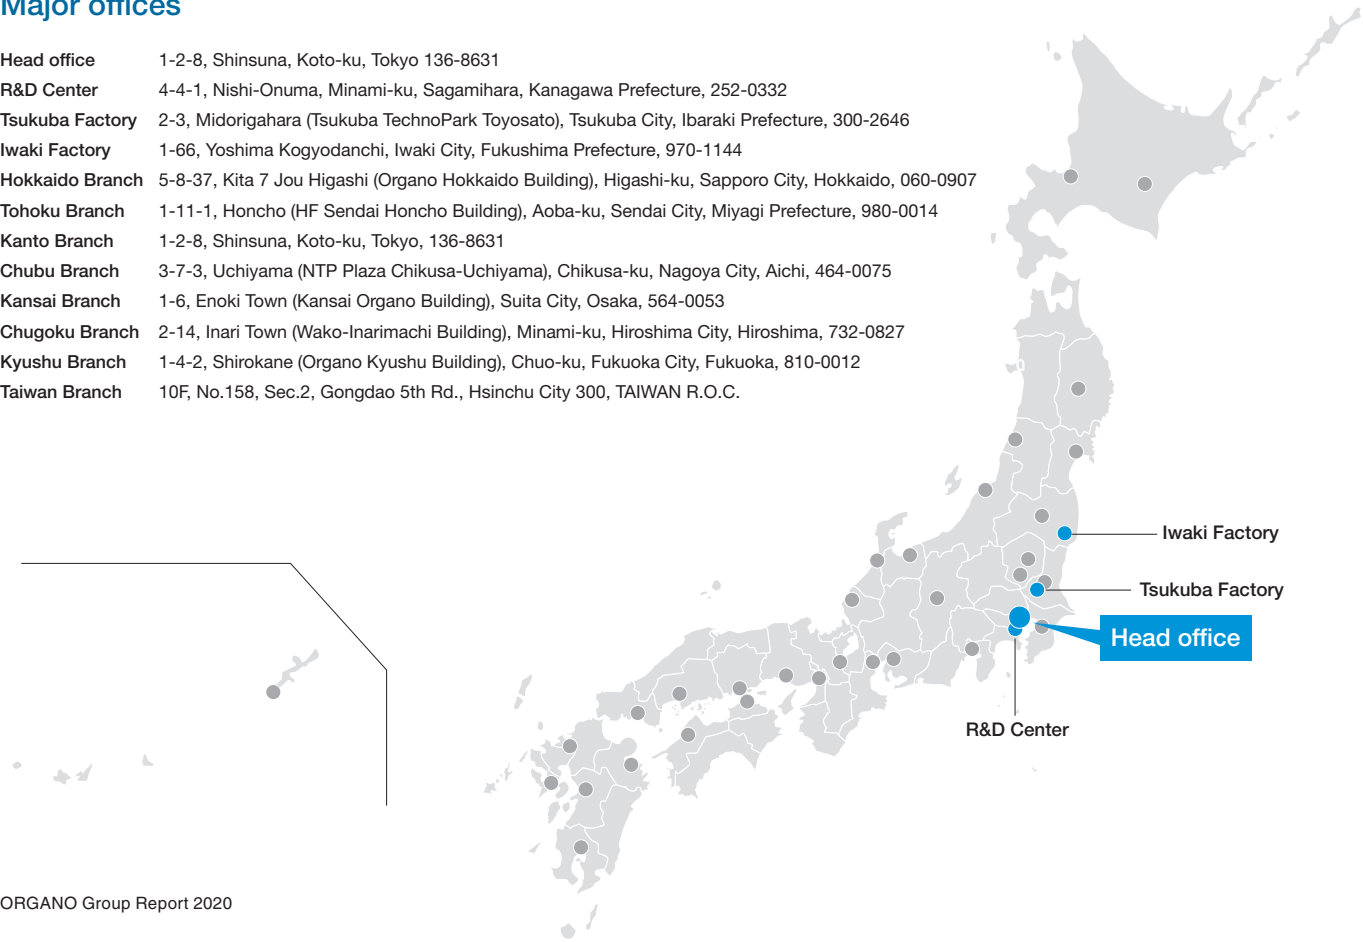 Major offices
Head office 1-2-8, Shinsuna, Koto-ku, Tokyo 136-8631
R&D Center 4-4-1, Nishi-Onuma, Minami-ku, Sagamihara, Kanagawa Prefecture, 252-0332
Tsukuba Factory 2-3, Midorigahara (Tsukuba TechnoPark Toyosato), Tsukuba City, Ibaraki Prefecture, 300-2646
Iwaki Factory 1-66, Yoshima Kogyodanchi, Iwaki City, Fukushima Prefecture, 970-1144
Hokkaido Branch 5-8-37, Kita 7 Jou Higashi (Organo Hokkaido Building), Higashi-ku, Sapporo City, Hokkaido, 060-0907
Tohoku Branch 1-11-1, Honcho (HF Sendai Honcho Building), Aoba-ku, Sendai City, Miyagi Prefecture, 980-0014
Kanto Branch 1-2-8, Shinsuna, Koto-ku, Tokyo, 136-8631
Chubu Branch 3-7-3, Uchiyama (NTP Plaza Chikusa-Uchiyama), Chikusa-ku, Nagoya City, Aichi, 464-0075
Kansai Branch 1-6, Enoki Town (Kansai Organo Building), Suita City, Osaka, 564-0053
Chugoku Branch 2-14, Inari Town (Wako-Inarimachi Building), Minami-ku, Hiroshima City, Hiroshima, 732-0827
Kyushu Branch 1-4-2, Shirokane (Organo Kyushu Building), Chuo-ku, Fukuoka City, Fukuoka, 810-0012
Taiwan Branch 10F, No.158, Sec.2, Gongdao 5th Rd., Hsinchu City 300, TAIWAN R.O.C.
Iwaki Factory
Tsukuba Factory
Head office
R&D Center
ORGANO Group Report 2020